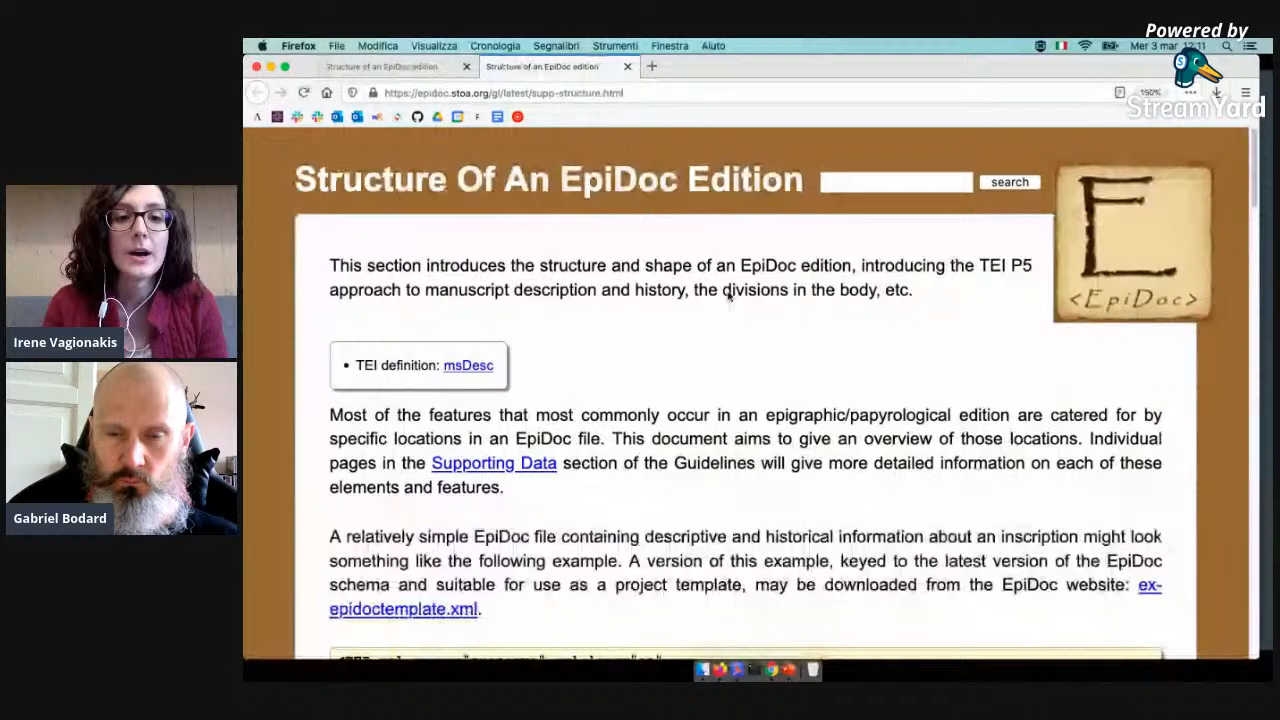 Powered by
StreamYard
Firefox File Modifica Visualizza Cronologia Segnalibri Strumenti Finestra Aiuto
Mer 3 mar 12:11
Structure of an EpiDoc edition
Structure of an EpiDoc edition
https://epidoc.stoa.org/gl/latest/supp-structure.html
150%
Structure Of An EpiDoc Edition
search
E
<EpiDoc>
This section introduces the structure and shape of an EpiDoc edition, introducing the TEI P5
approach to manuscript description and history, the divisions in the body, etc.
• TEI definition: msDesc
Most of the features that most commonly occur in an epigraphic/papyrological edition are catered for by
specific locations in an EpiDoc file. This document aims to give an overview of those locations. Individual
pages in the Supporting Data section of the Guidelines will give more detailed information on each of these
elements and features.
A relatively simple EpiDoc file containing descriptive and historical information about an inscription might look
something like the following example. A version of this example, keyed to the latest version of the EpiDoc
schema and suitable for use as a project template, may be downloaded from the EpiDoc website: ex-
epidoctemplate.xml.
Irene Vagionakis
Gabriel Bodard